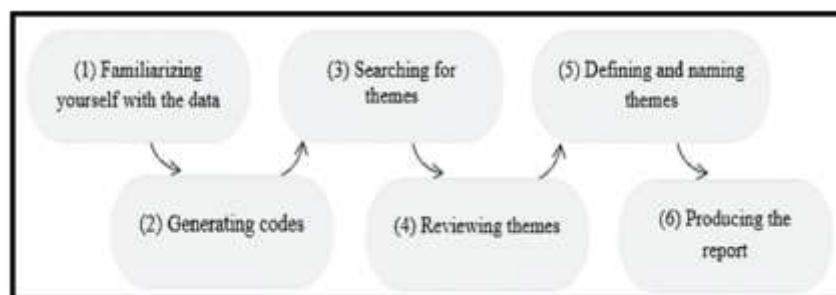 (1) Familiarizing
yourself with the data
(2) Generating codes
(3) Searching for
themes
(4) Reviewing themes
(5) Defining and naming
themes
(6) Producing the
report